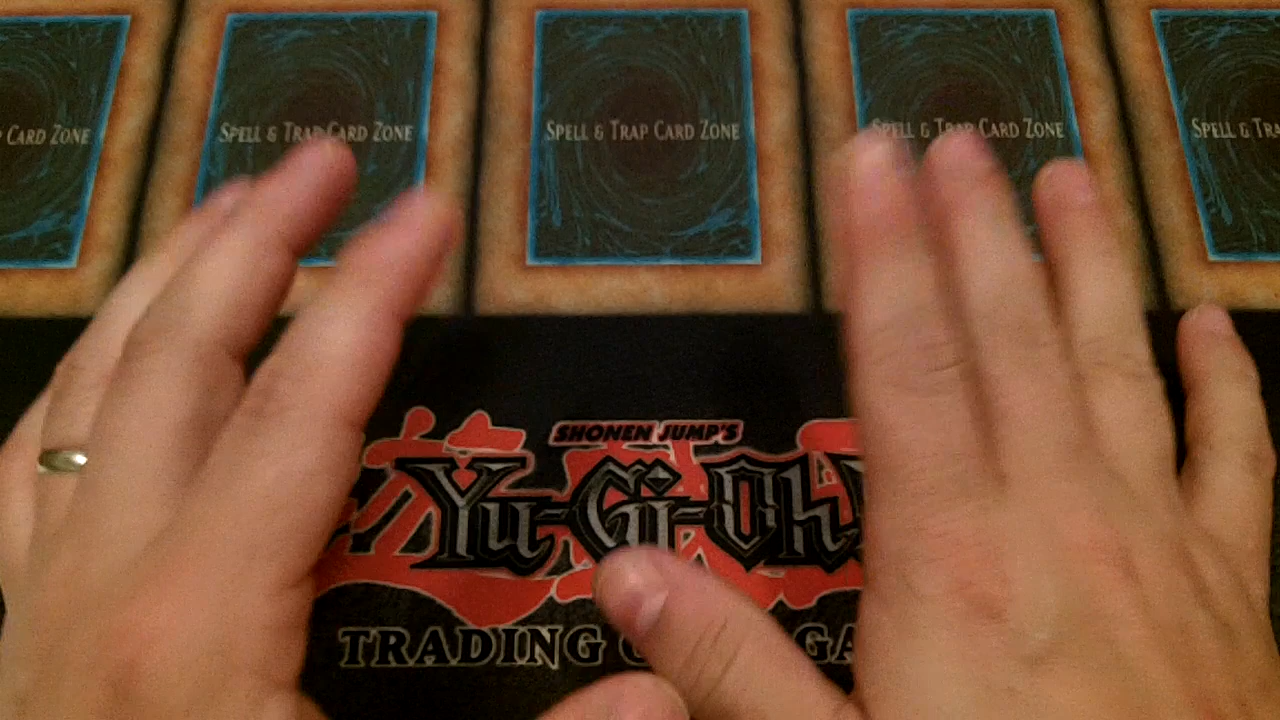 CARD ZONE
SPELL & TRAP CARD ZONE
SPELL & TRAP CARD ZONE
SPELL & TRAP CARD ZONE
SPELL & TRA
SHONEN JUMP'S
Yu-Gi-Oh!
TRADING C GA